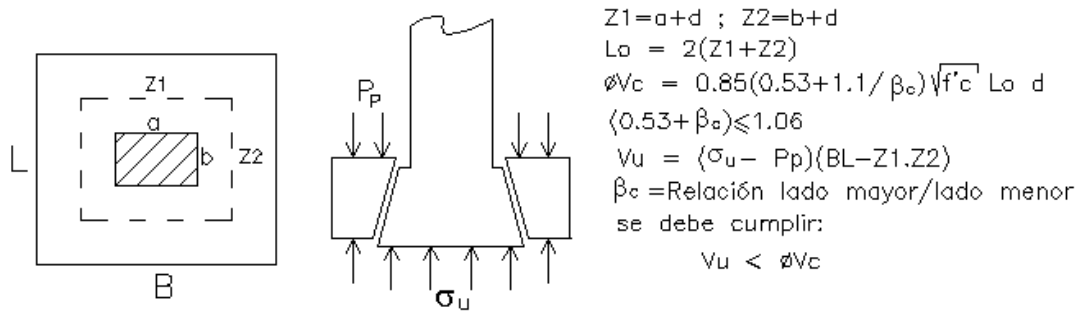 Z1
a
b
Z2
L
B
Pp
σu
Z1=a+d ; Z2=b+d
Lo = 2(Z1+Z2)
øVc = 0.85(0.53+1.1/βc)√f'c Lo d
(0.53+βc)≤1.06
Vu = (σu- Pp)(BL-Z1.Z2)
βc=Relación lado mayor/lado menor
se debe cumplir:
Vu < øVc